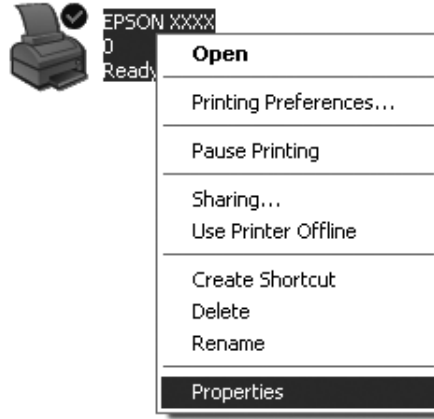 EPSON XXXX
0
Ready
Open
Printing Preferences...
Pause Printing
Sharing...
Use Printer Offline
Create Shortcut
Delete
Rename
Properties